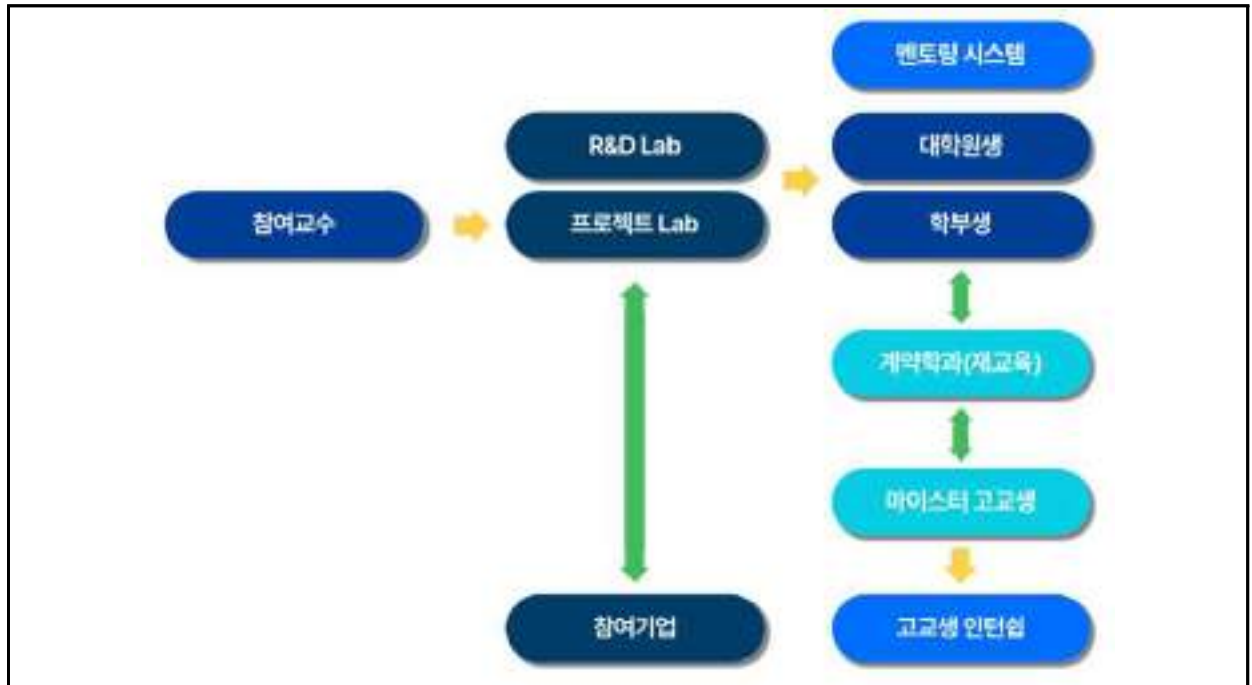 멘토링 시스템
R&D Lab
대학원생
참여교수
프로젝트 Lab
학부생
계약학과(재교육)
마이스터 고교생
참여기업
고교생 인턴쉽